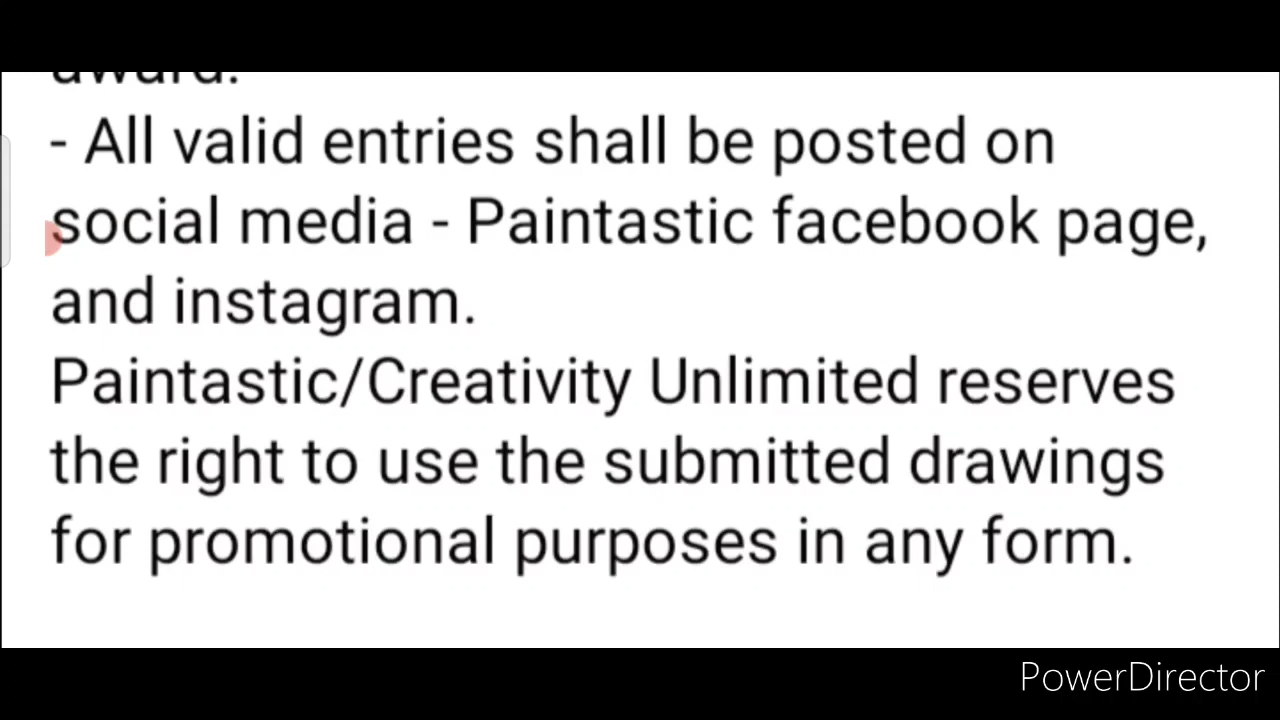 award.
- All valid entries shall be posted on
social media - Paintastic facebook page,
and instagram.
Paintastic/Creativity Unlimited reserves
the right to use the submitted drawings
for promotional purposes in any form.
PowerDirector